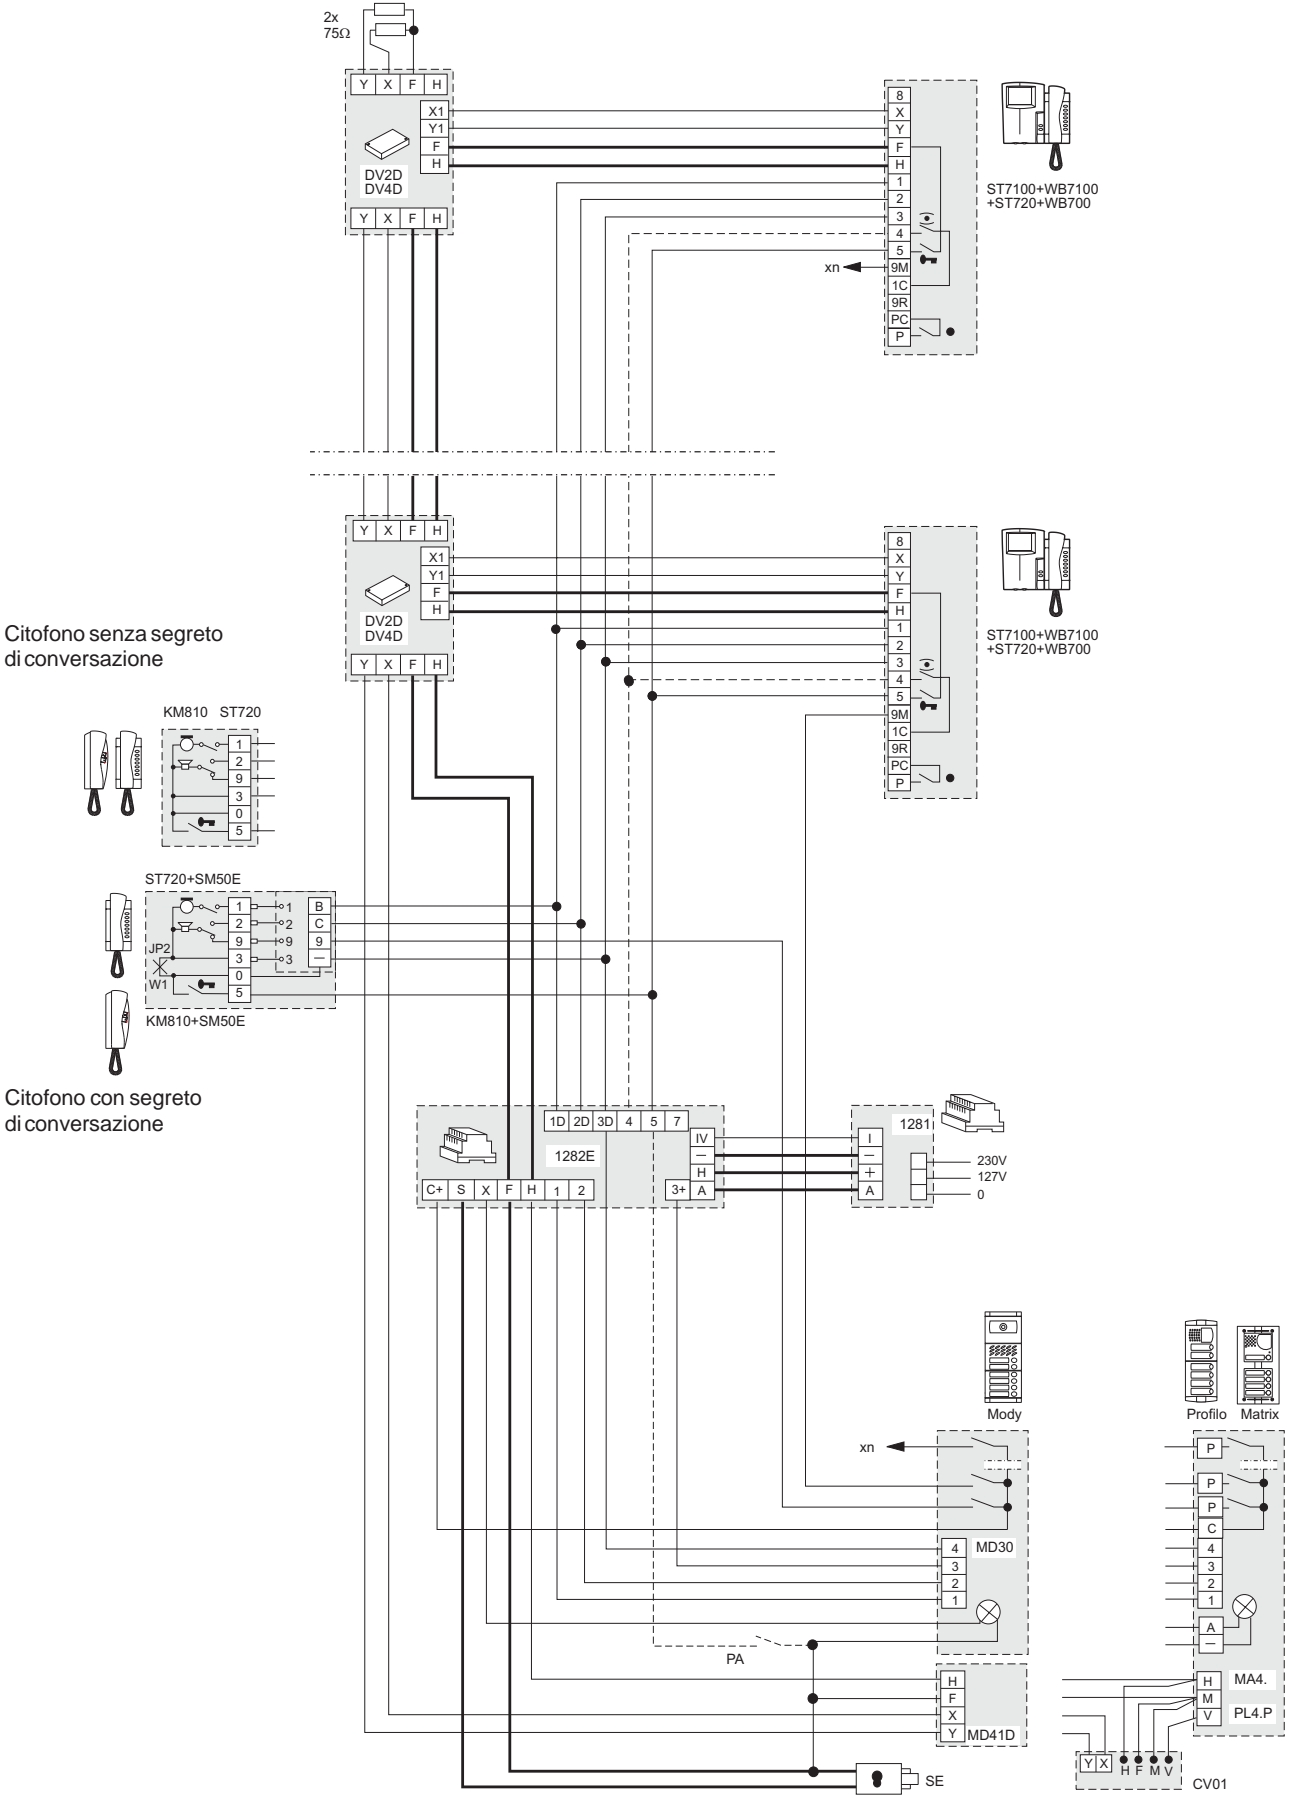 2x
75Ω
Y X F H
X1
Y1
F
H
DV2D
DV4D
Y X F H
8
X
Y
F
H
1
2
3
4
5
9M
1C
9R
PC
P
xn
ST7100+WB7100
+ST720+WB700
Y X F H
X1
Y1
F
H
DV2D
DV4D
Y X F H
8
X
Y
F
H
1
2
3
4
5
9M
1C
9R
PC
P
ST7100+WB7100
+ST720+WB700
Citofono senza segreto
di conversazione
KM810 ST720
1
2
9
3
0
5
ST720+SM50E
1 1 B
2 2 C
9 9 9
3 3 —
0
5
JP2
W1
KM810+SM50E
Citofono con segreto
di conversazione
1D 2D 3D 4 5 7
1282E
IV
—
H
3+ A
C+ S X F H 1 2
1281
I
—
+
A
230V
127V
0
Mody
Profilo Matrix
xn
MD30
4
3
2
1
PA
H
F
X
Y
MD41D
SE
P
P
P
C
4
3
2
1
A
—
H
M
V
MA4.
PL4.P
Y X H F M V
CV01